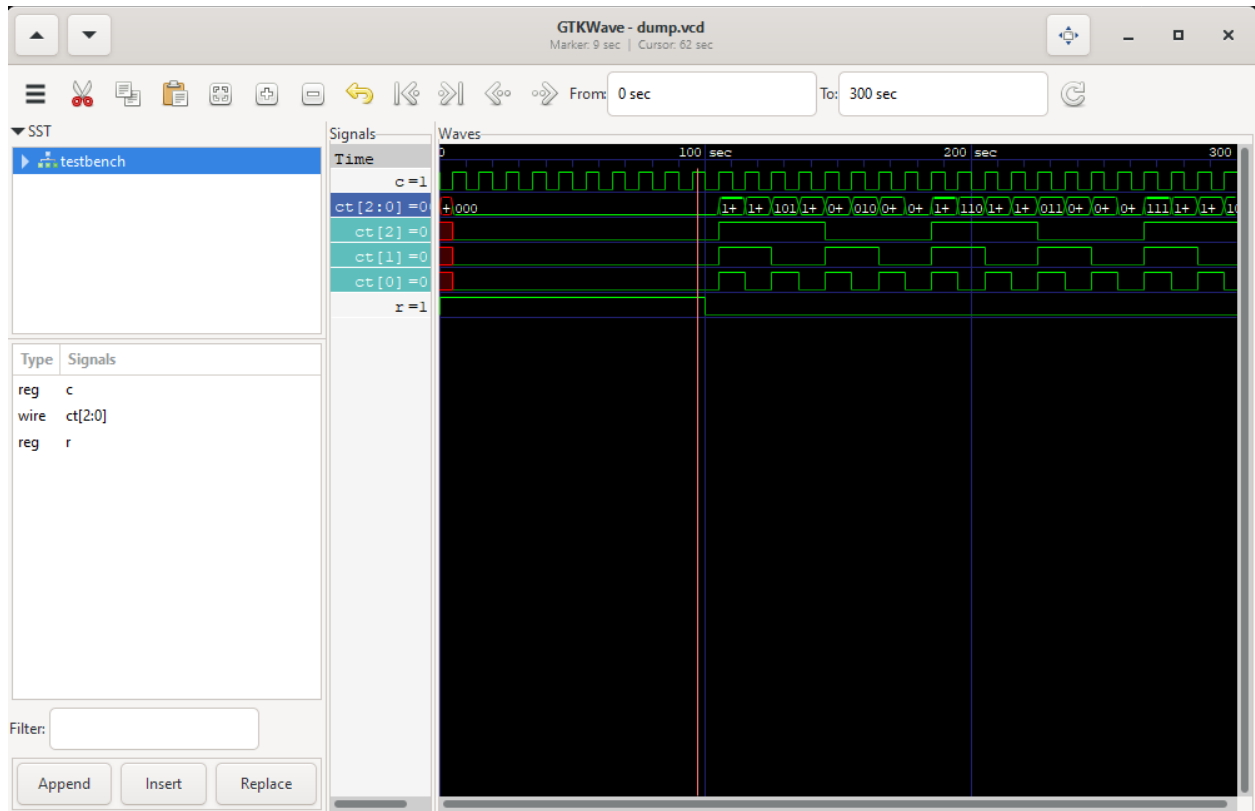 GTKWave - dump.vcd
Marker: 9 sec | Cursor: 62 sec
From: 0 sec To: 300 sec
SST
testbench
Type Signals
reg c
wire ct[2:0]
reg r
Filter:
Append Insert Replace
Signals
Time
c =1
ct[2:0] =0
ct[2] =0
ct[1] =0
ct[0] =0
r =1
Waves
0 100 sec 200 sec 300
+ 000 1+ 1+ 101 1+ 0+ 010 0+ 0+ 1+ 110 1+ 1+ 011 0+ 0+ 0+ 111 1+ 1+